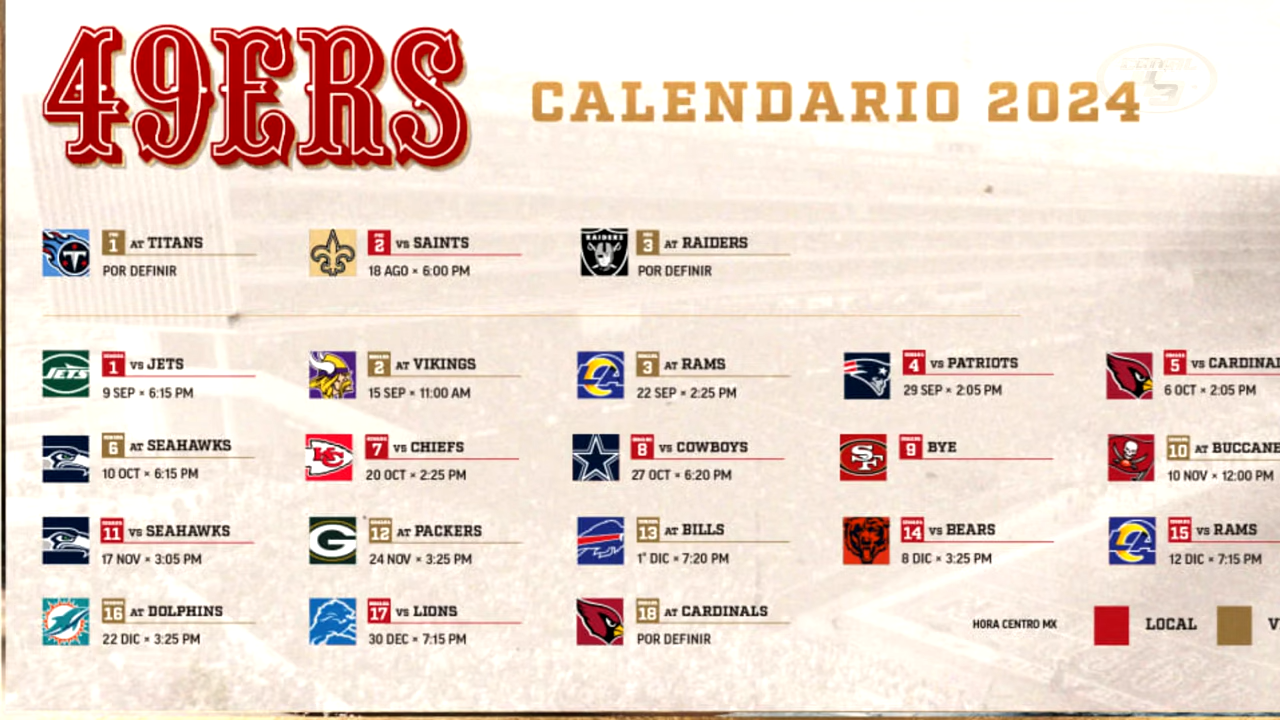 49ERS
CALENDARIO 2024
1 AT TITANS
POR DEFINIR
2 VS SAINTS
18 AGO × 6:00 PM
RAIDERS
3 AT RAIDERS
POR DEFINIR
JETS
1 VS JETS
9 SEP × 6:15 PM
2 AT VIKINGS
15 SEP × 11:00 AM
3 AT RAMS
22 SEP × 2:25 PM
4 VS PATRIOTS
29 SEP × 2:05 PM
5 VS CARDINAL
6 OCT × 2:05 PM
6 AT SEAHAWKS
10 OCT × 6:15 PM
7 VS CHIEFS
20 OCT × 2:25 PM
8 VS COWBOYS
27 OCT × 6:20 PM
9 BYE
10 AT BUCCANE
10 NOV × 12:00 PM
11 VS SEAHAWKS
17 NOV × 3:05 PM
12 AT PACKERS
24 NOV × 3:25 PM
13 AT BILLS
1° DIC × 7:20 PM
14 VS BEARS
8 DIC × 3:25 PM
15 VS RAMS
12 DIC × 7:15 PM
16 AT DOLPHINS
22 DIC × 3:25 PM
17 VS LIONS
30 DEC × 7:15 PM
18 AT CARDINALS
POR DEFINIR
HORA CENTRO MX
LOCAL